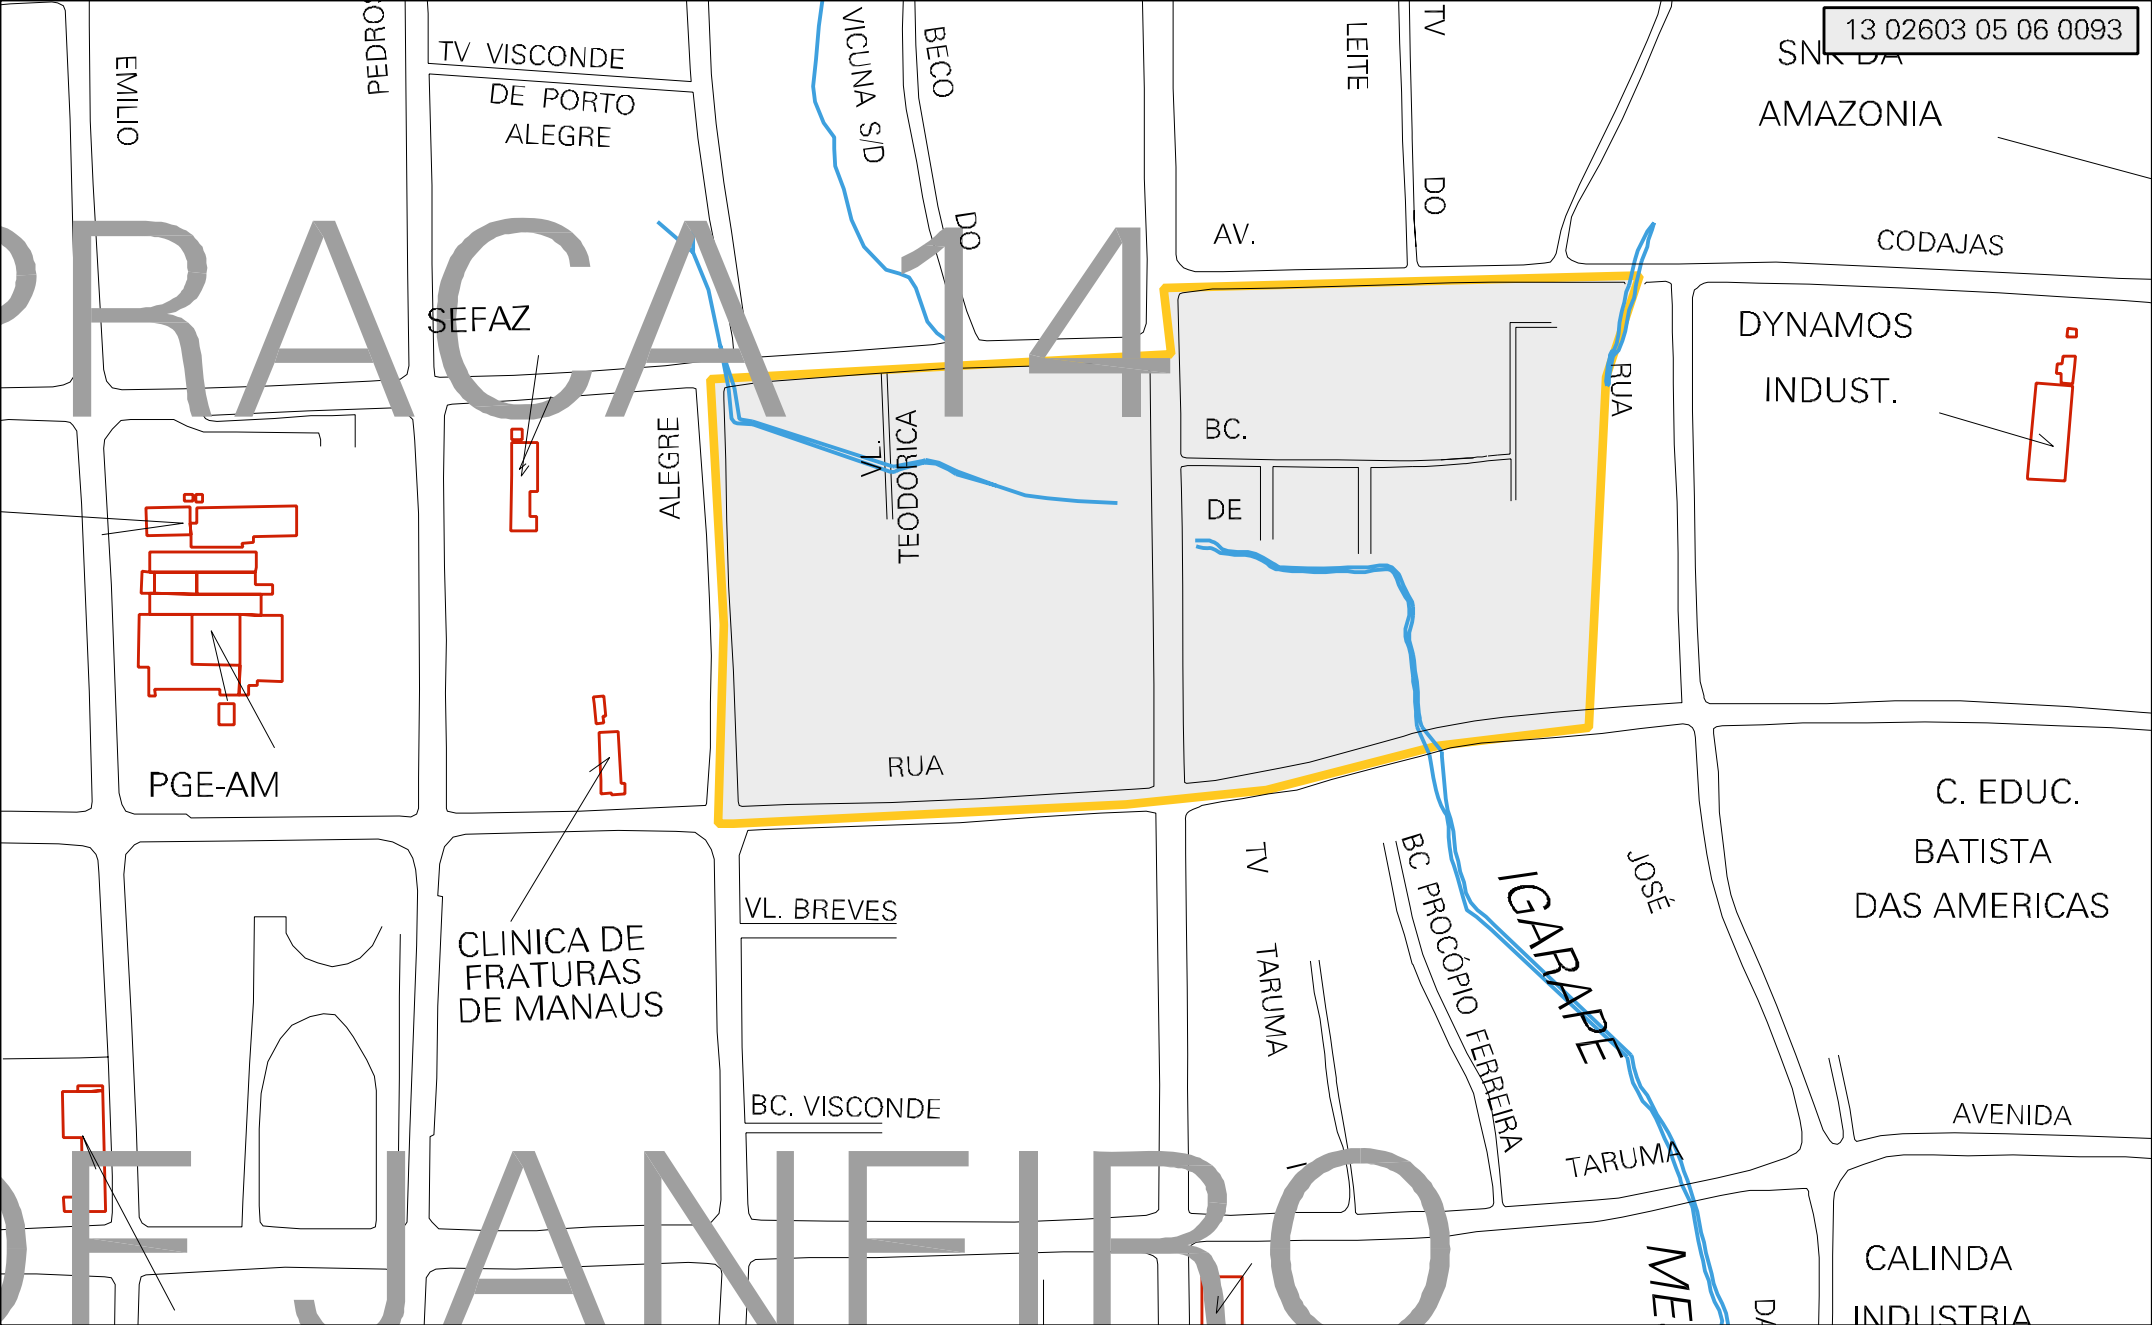 13 02603 05 06 0093
EMILIO
TV VISCONDE
DE PORTO
ALEGRE
VICUNA S/D
BECO
DO
LEITE
TV
DO
AMAZONIA
AV.
CODAJAS
PRACA 14
SEFAZ
DYNAMOS
INDUST.
RUA
ALEGRE
VL.
TEODORICA
BC.
DE
RUA
PGE-AM
C. EDUC.
BATISTA
DAS AMERICAS
TV
TARUMA
BC PROCÓPIO FERREIRA
IGARAPE
JOSÉ
VL. BREVES
CLINICA DE
FRATURAS
DE MANAUS
BC. VISCONDE
AVENIDA
TARUMA
JANEIRO
CALINDA
INDUSTRIA